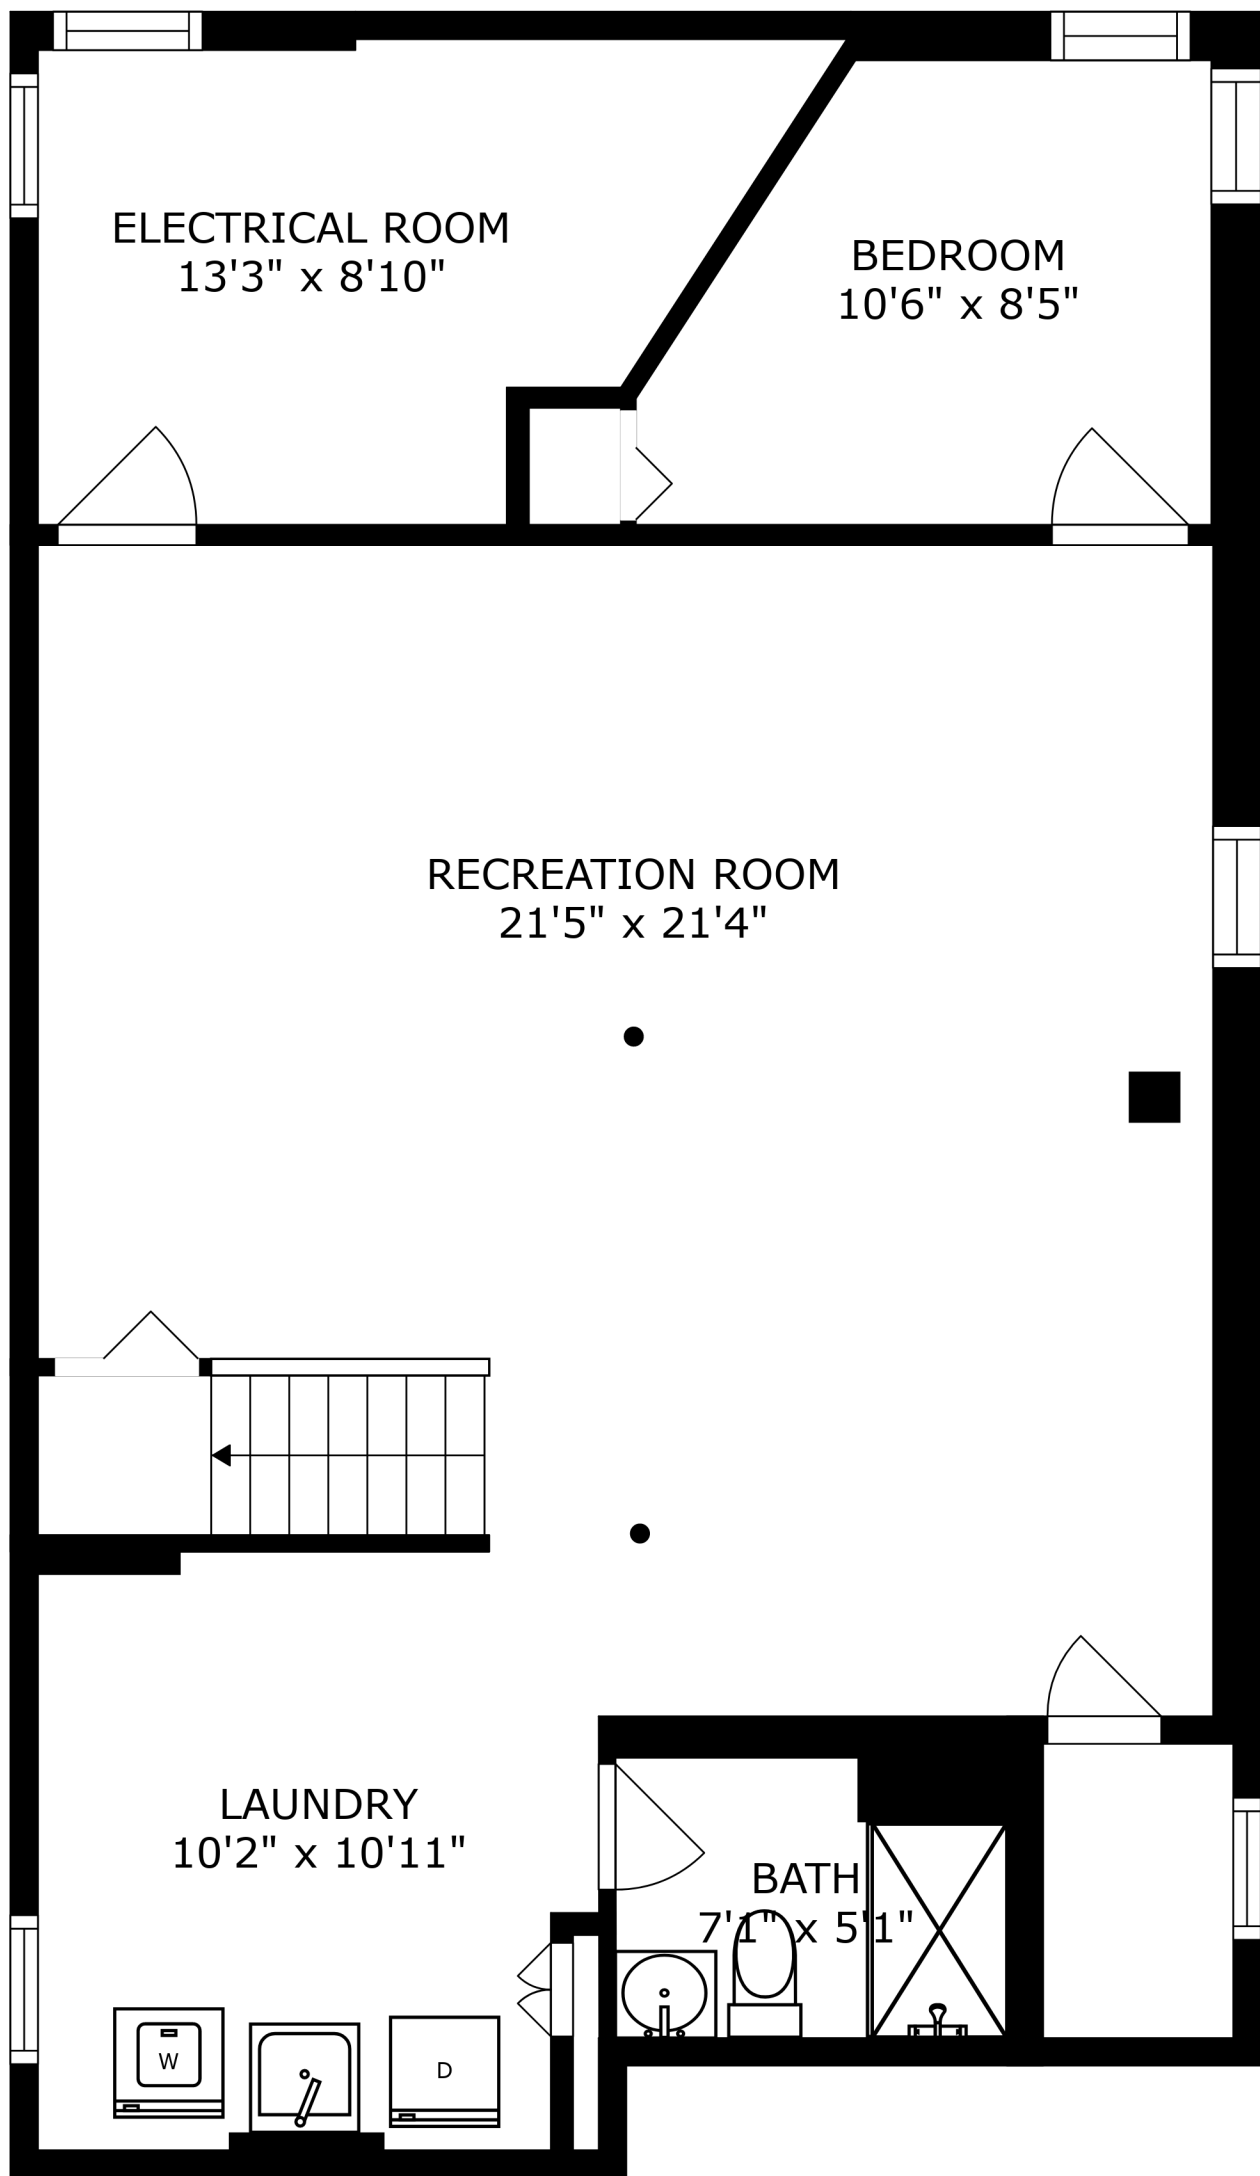 ELECTRICAL ROOM
13'3" x 8'10"
BEDROOM
10'6" x 8'5"
RECREATION ROOM
21'5" x 21'4"
LAUNDRY
10'2" x 10'11"
BATH
7'1" x 5'1"
W
D